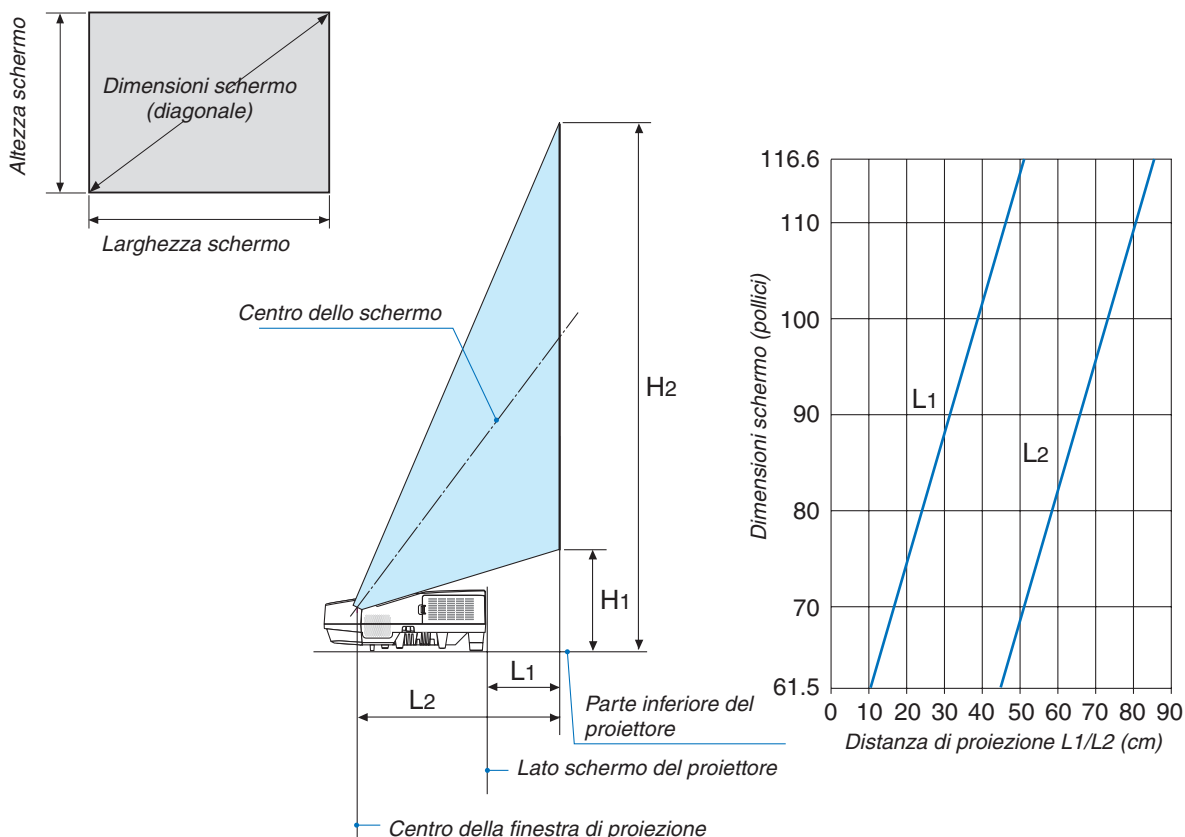 Altezza schermo
Dimensioni schermo
(diagonale)
Larghezza schermo
Centro dello schermo
H2
H1
L1
L2
Parte inferiore del
proiettore
Lato schermo del proiettore
Centro della finestra di proiezione
Dimensioni schermo (pollici)
116.6
110
100
90
80
70
61.5
L1
L2
0 10 20 30 40 50 60 70 80 90
Distanza di proiezione L1/L2 (cm)